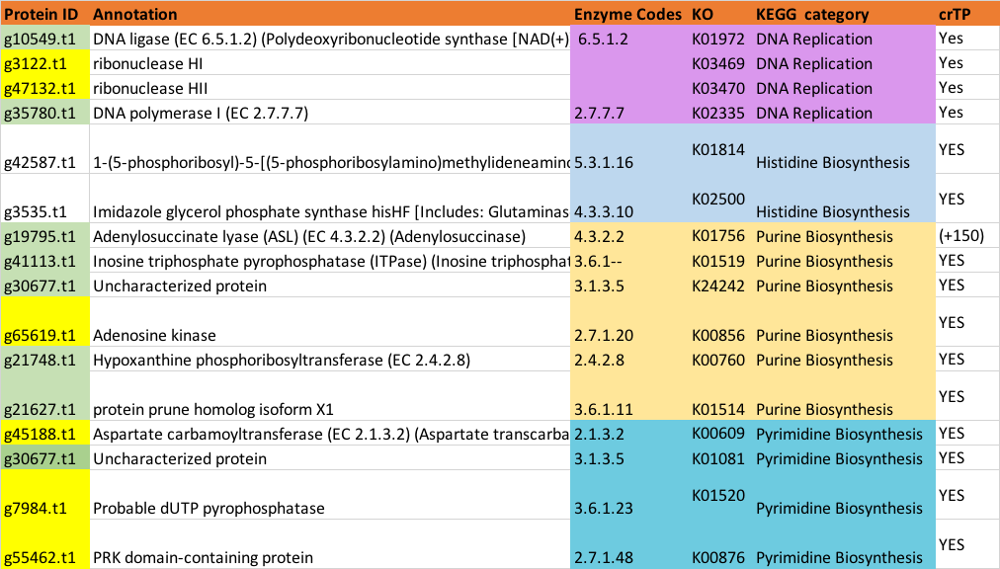 Protein ID Annotation Enzyme Codes KO KEGG category crTP
g10549.t1 DNA ligase (EC 6.5.1.2) (Polydeoxyribonucleotide synthase [NAD(+) 6.5.1.2 K01972 DNA Replication Yes
g3122.t1 ribonuclease HI K03469 DNA Replication Yes
g47132.t1 ribonuclease HII K03470 DNA Replication Yes
g35780.t1 DNA polymerase I (EC 2.7.7.7) 2.7.7.7 K02335 DNA Replication Yes
g42587.t1 1-(5-phosphoribosyl)-5-[(5-phosphoribosylamino)methylideneamino 5.3.1.16 K01814 Histidine Biosynthesis YES
g3535.t1 Imidazole glycerol phosphate synthase hisHF [Includes: Glutaminas 4.3.3.10 K02500 Histidine Biosynthesis YES
g19795.t1 Adenylosuccinate lyase (ASL) (EC 4.3.2.2) (Adenylosuccinase) 4.3.2.2 K01756 Purine Biosynthesis (+150)
g41113.t1 Inosine triphosphate pyrophosphatase (ITPase) (Inosine triphosphat 3.6.1-- K01519 Purine Biosynthesis YES
g30677.t1 Uncharacterized protein 3.1.3.5 K24242 Purine Biosynthesis YES
g65619.t1 Adenosine kinase 2.7.1.20 K00856 Purine Biosynthesis YES
g21748.t1 Hypoxanthine phosphoribosyltransferase (EC 2.4.2.8) 2.4.2.8 K00760 Purine Biosynthesis YES
g21627.t1 protein prune homolog isoform X1 3.6.1.11 K01514 Purine Biosynthesis YES
g45188.t1 Aspartate carbamoyltransferase (EC 2.1.3.2) (Aspartate transcarba 2.1.3.2 K00609 Pyrimidine Biosynthesis YES
g30677.t1 Uncharacterized protein 3.1.3.5 K01081 Pyrimidine Biosynthesis YES
g7984.t1 Probable dUTP pyrophosphatase 3.6.1.23 K01520 Pyrimidine Biosynthesis YES
g55462.t1 PRK domain-containing protein 2.7.1.48 K00876 Pyrimidine Biosynthesis YES